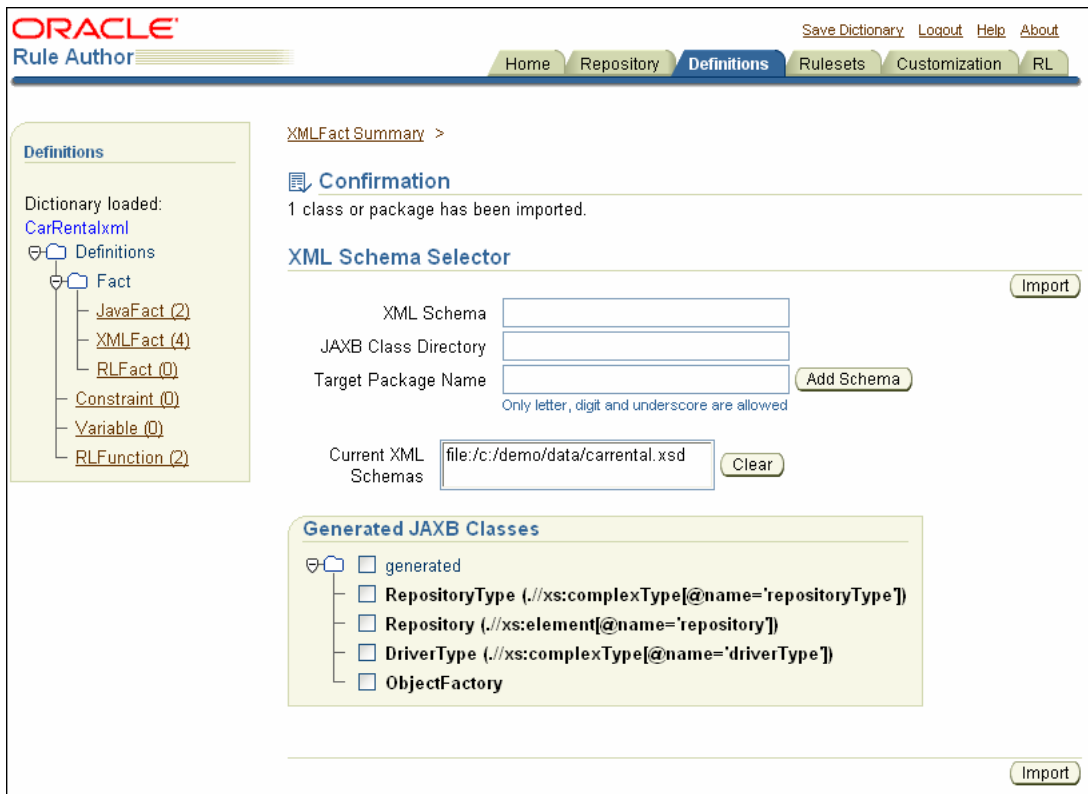 ORACLE
Rule Author
Save Dictionary Logout Help About
Home Repository Definitions Rulesets Customization RL
Definitions
Dictionary loaded:
CarRentalxml
Definitions
Fact
JavaFact (2)
XMLFact (4)
RLFact (0)
Constraint (0)
Variable (0)
RLFunction (2)
XMLFact Summary >
Confirmation
1 class or package has been imported.
XML Schema Selector
Import
XML Schema
JAXB Class Directory
Target Package Name Add Schema
Only letter, digit and underscore are allowed
Current XML
Schemas
file:/c:/demo/data/carrental.xsd
Clear
Generated JAXB Classes
generated
RepositoryType (.//xs:complexType[@name='repositoryType'])
Repository (.//xs:element[@name='repository'])
DriverType (.//xs:complexType[@name='driverType'])
ObjectFactory
Import